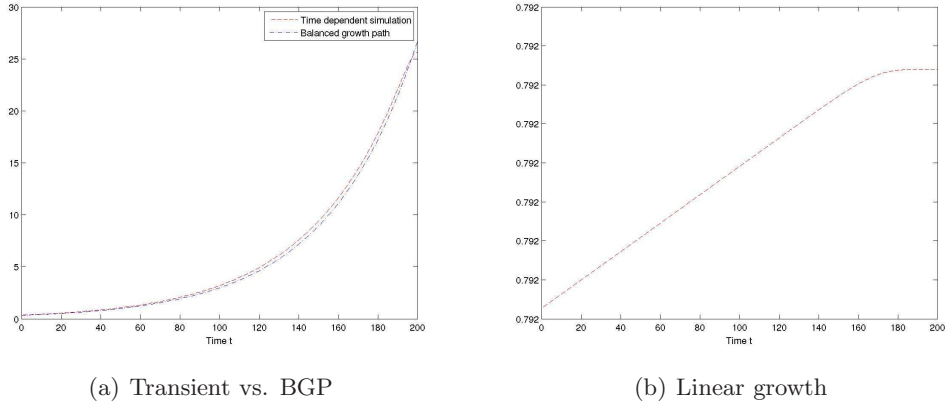 30
25
20
15
10
5
0
Time dependent simulation
Balanced growth path
0 20 40 60 80 100 120 140 160 180 200
Time t
(a) Transient vs. BGP
0.792
0.792
0.792
0.792
0.792
0.792
0.792
0.792
0.792
0 20 40 60 80 100 120 140 160 180 200
Time t
(b) Linear growth